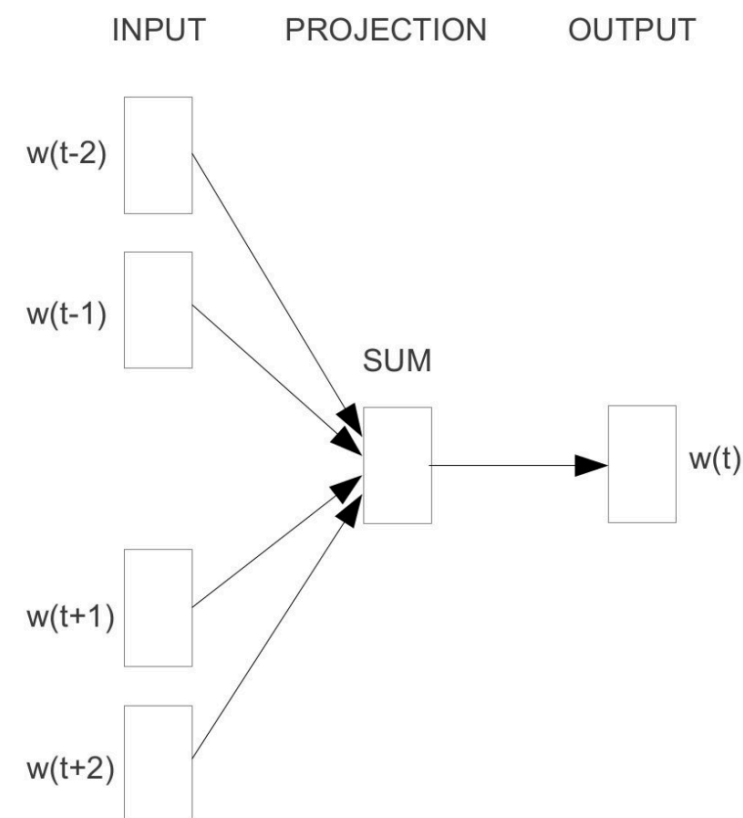 INPUT PROJECTION OUTPUT
w(t-2)
w(t-1)
SUM
w(t)
w(t+1)
w(t+2)